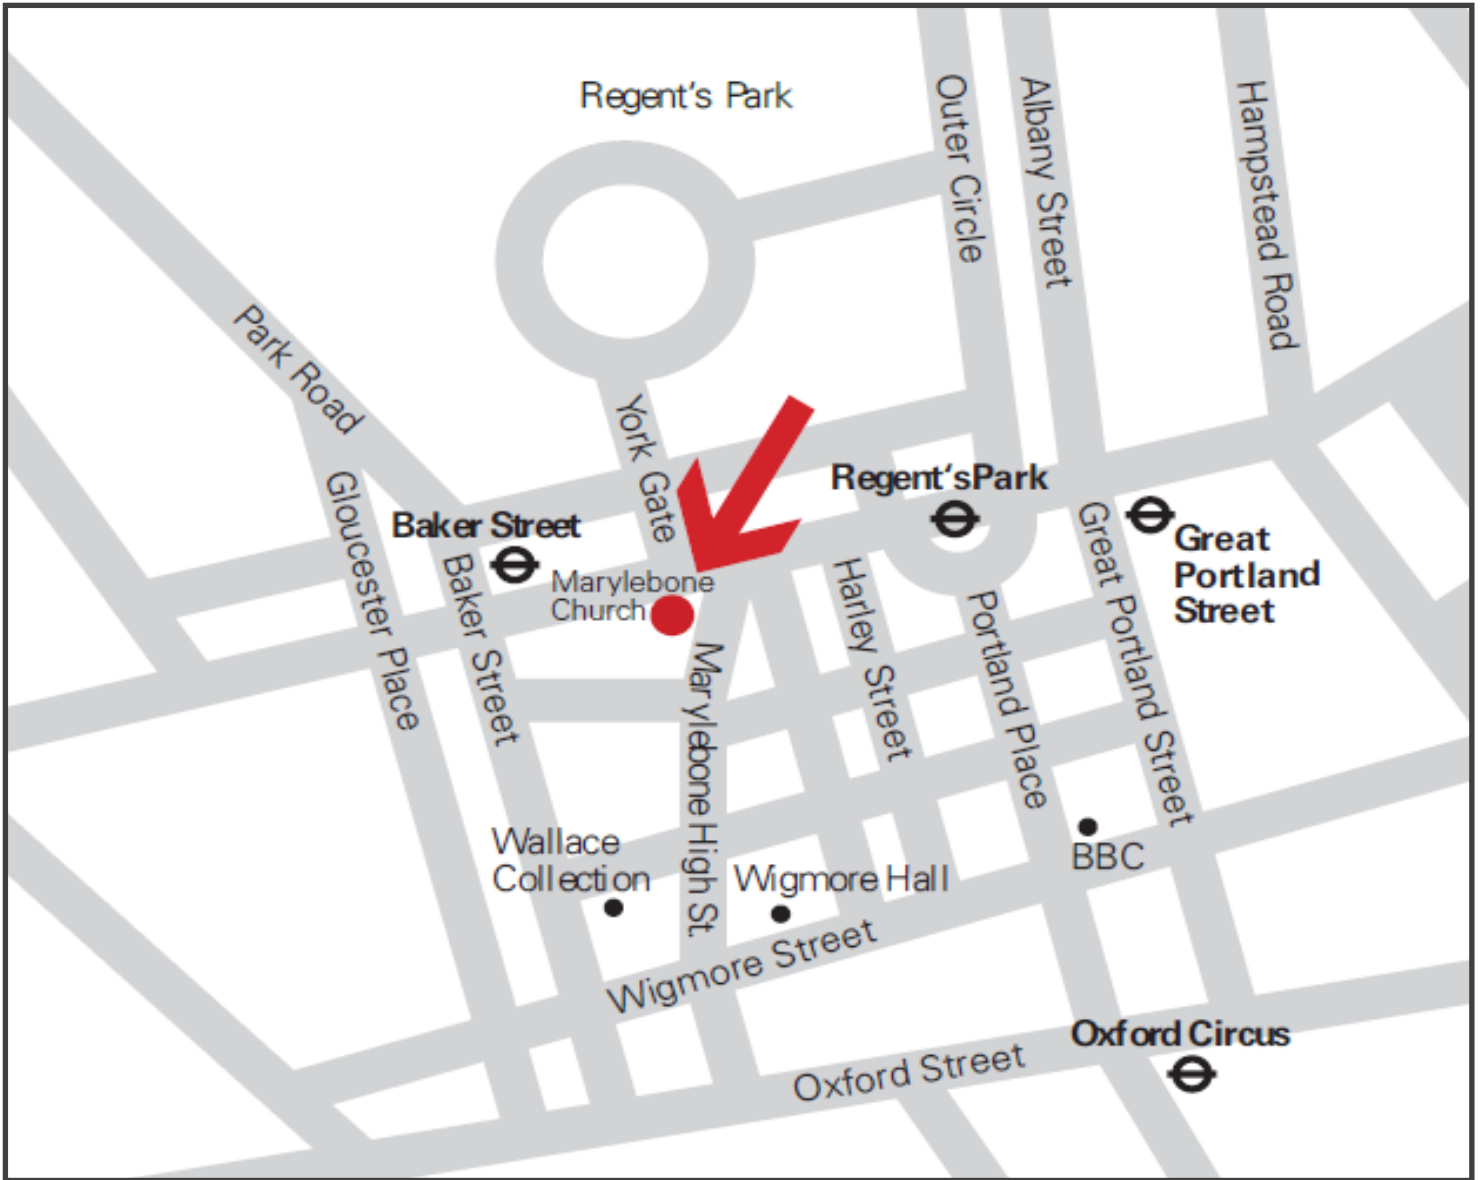 Regent's Park
Outer Circle
Albany Street
Hampstead Road
Park Road
York Gate
Regent'sPark
Gloucester Place
Baker Street
Baker Street
Great Portland Street
Great
Portland
Street
Marylebone
Church
Harley Street
Portland Place
Marylebone High St.
Wallace
Collection
Wigmore Hall
BBC
Wigmore Street
Oxford Circus
Oxford Street